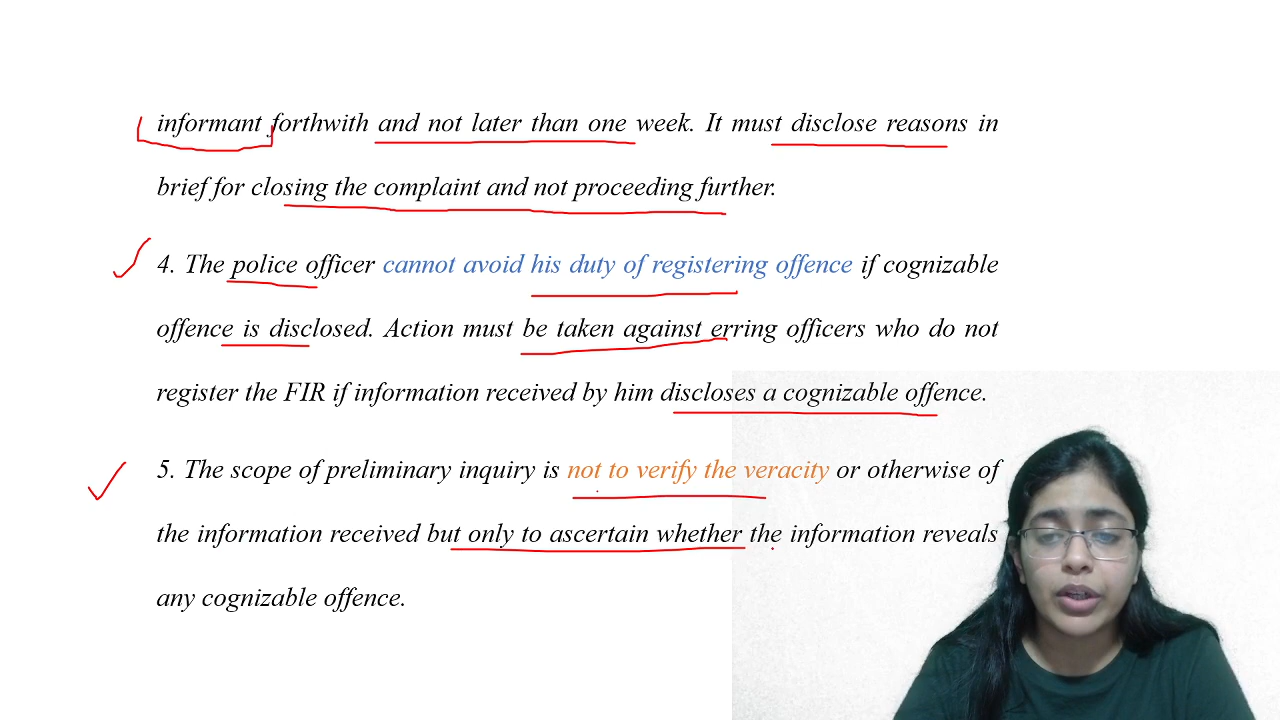 informant forthwith and not later than one week. It must disclose reasons in
brief for closing the complaint and not proceeding further.
4. The police officer cannot avoid his duty of registering offence if cognizable
offence is disclosed. Action must be taken against erring officers who do not
register the FIR if information received by him discloses a cognizable offence.
5. The scope of preliminary inquiry is not to verify the veracity or otherwise of
the information received but only to ascertain whether the information reveals
any cognizable offence.